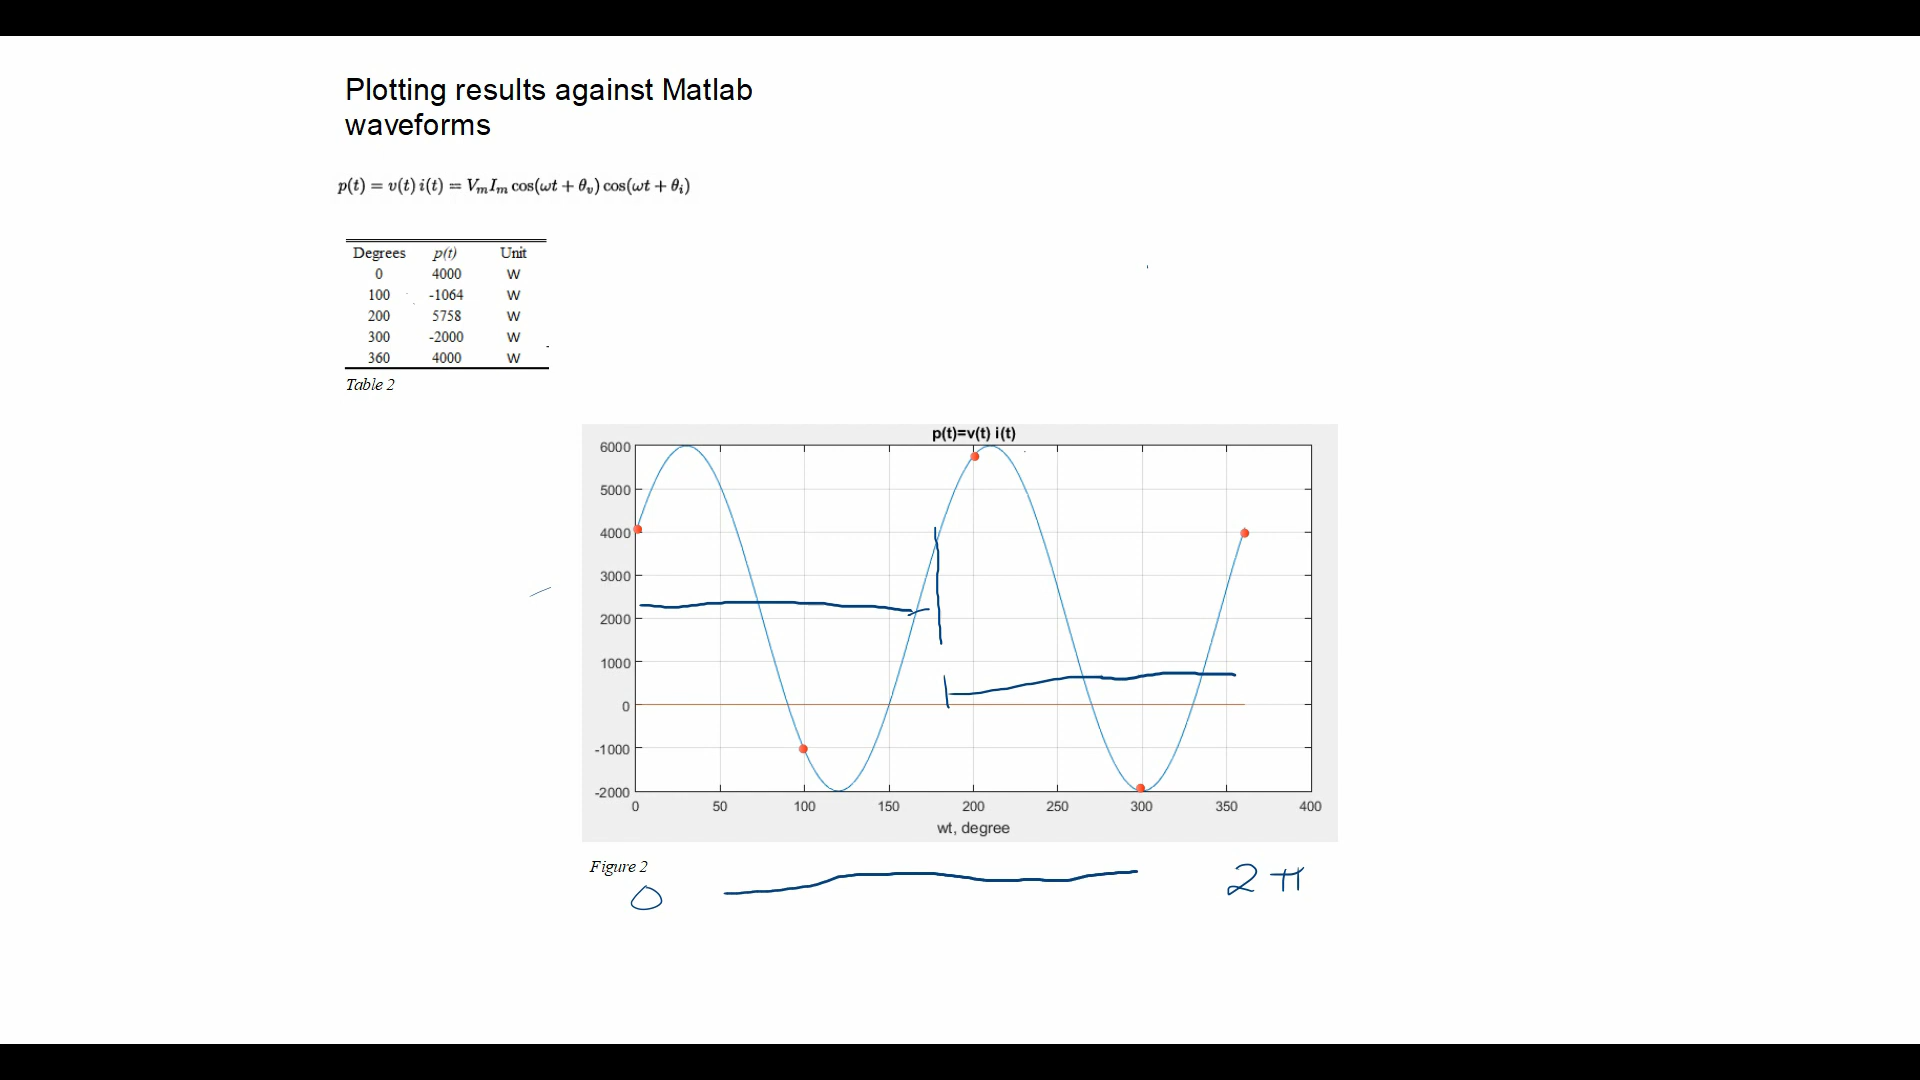 Plotting results against Matlab
waveforms
p(t) = v(t) i(t) = VₘIₘ cos(ωt + θᵥ) cos(ωt + θᵢ)
Degrees p(t) Unit
0 4000 W
100 -1064 W
200 5758 W
300 -2000 W
360 4000 W
Table 2
p(t)=v(t) i(t)
6000
5000
4000
3000
2000
1000
0
-1000
-2000
0 50 100 150 200 250 300 350 400
wt, degree
Figure 2
0 2π